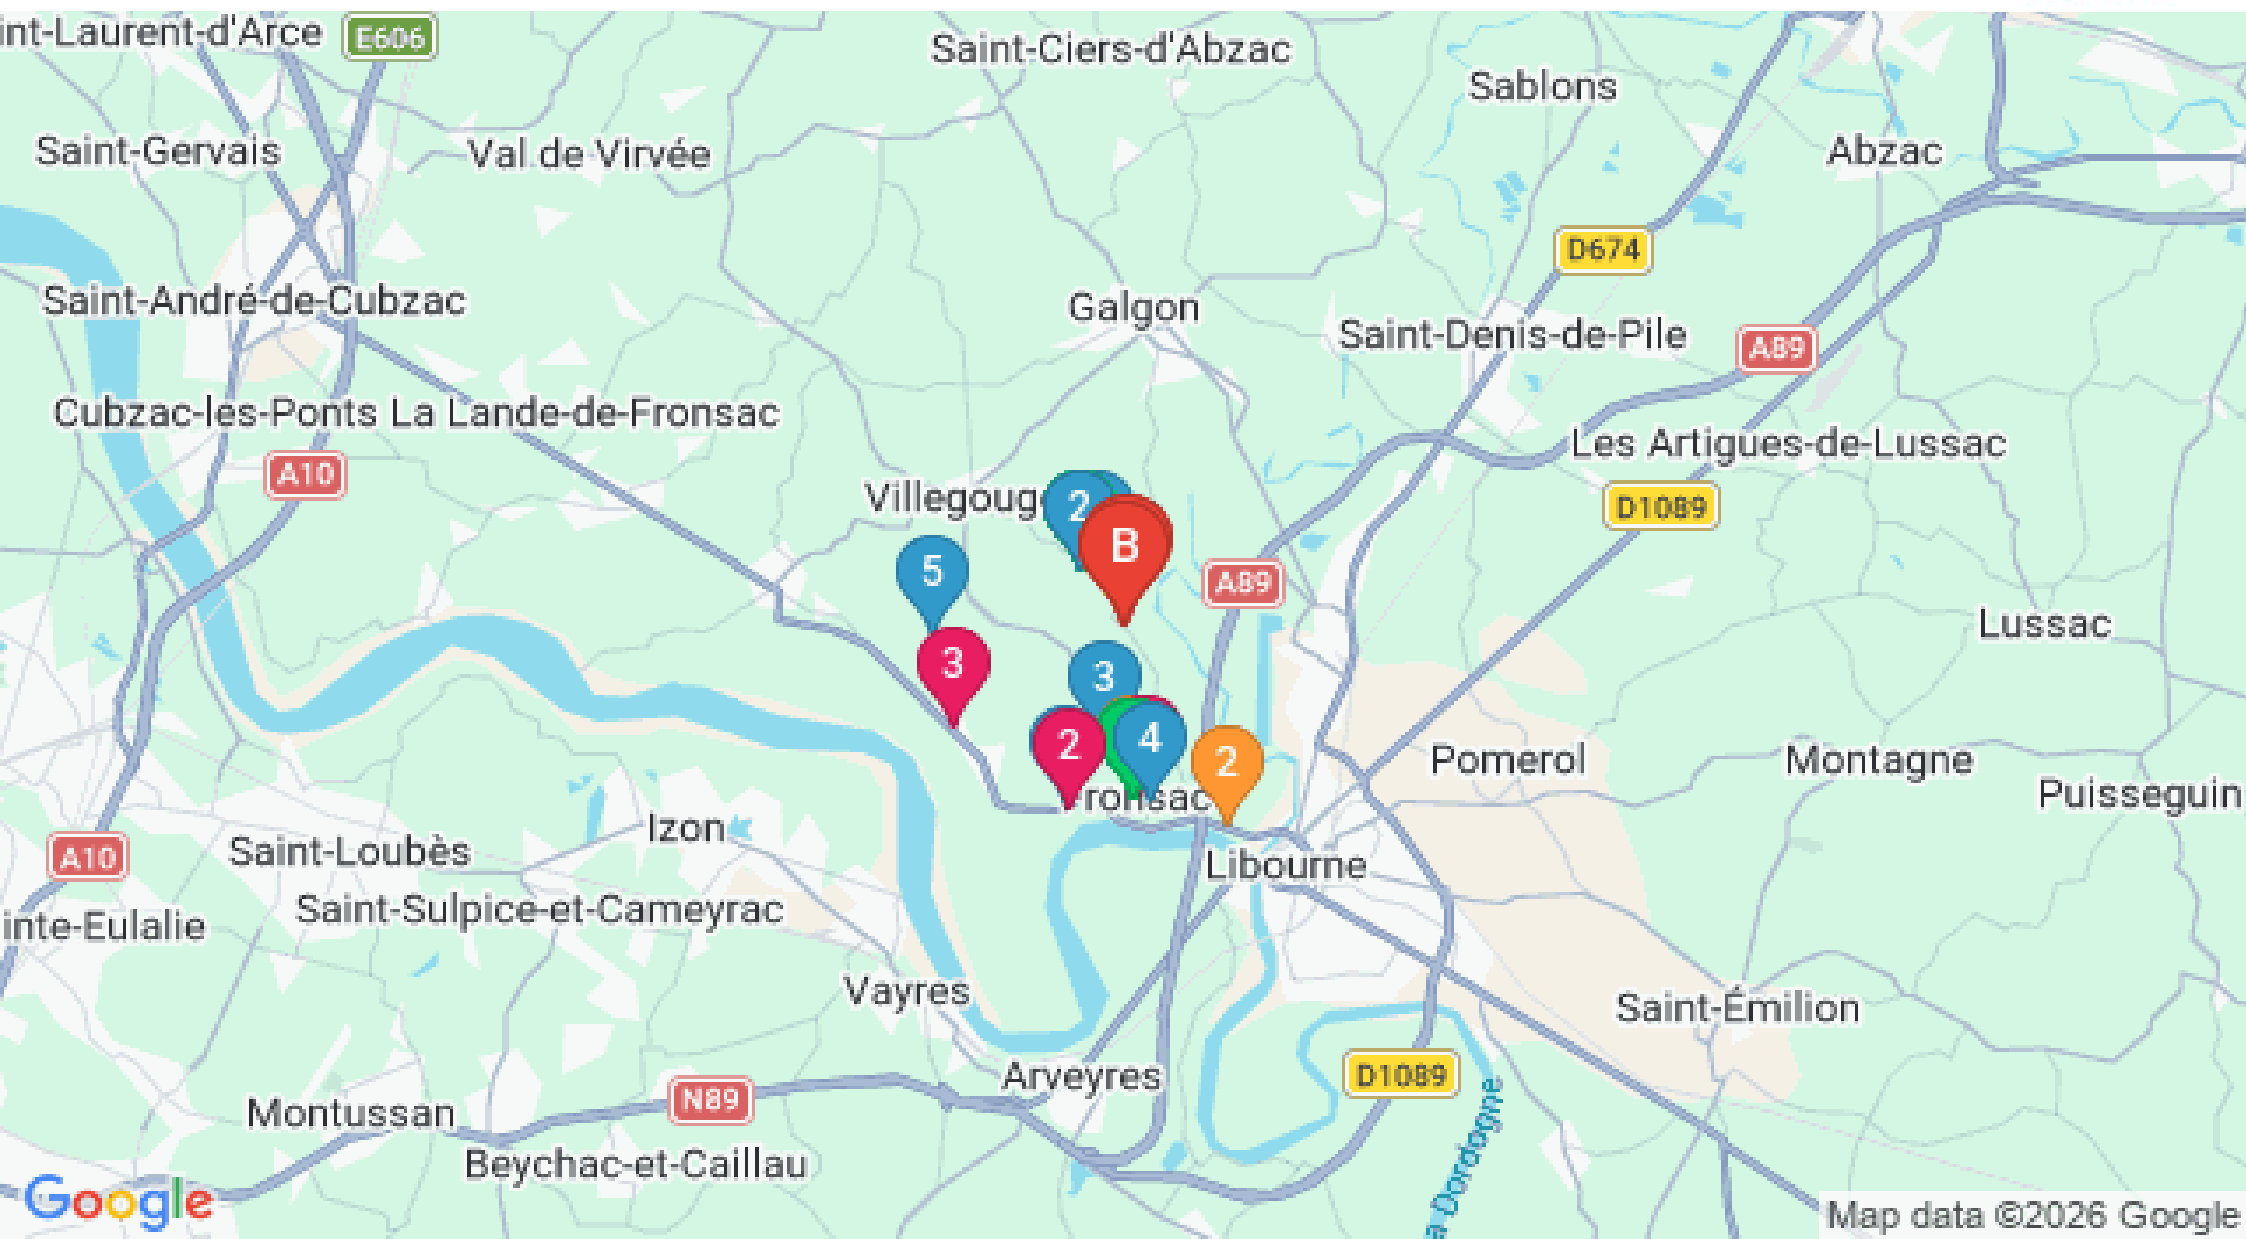 int-Laurent-d'Arce
E606
Saint-Ciers-d'Abzac
Sablons
Saint-Gervais
Val de Virvée
Abzac
D674
Saint-André-de-Cubzac
Galgon
Saint-Denis-de-Pile
A89
Cubzac-les-Ponts
La Lande-de-Fronsac
Les Artigues-de-Lussac
A10
Villegoug
2
D1089
B
5
A89
Lussac
3
3
4
2
2
Pomerol
Montagne
Puisseguin
ronsac
Izon
A10
Saint-Loubès
Libourne
Saint-Sulpice-et-Cameyrac
inte-Eulalie
Vayres
Saint-Émilion
Arveyres
D1089
N89
Montussan
Beychac-et-Caillau
a Dordogne
Google
Map data ©2026 Google